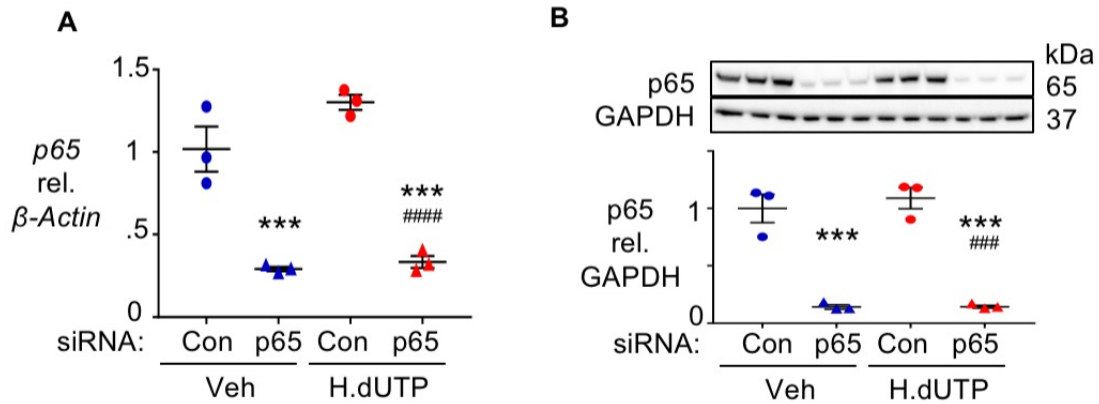 A
1.5
1
.5
0
p65
rel.
β-Actin
***
***
####
siRNA: Con p65 Con p65
Veh H.dUTP
B
kDa
p65 65
GAPDH 37
p65
rel.
GAPDH
1
0
***
***
###
siRNA: Con p65 Con p65
Veh H.dUTP